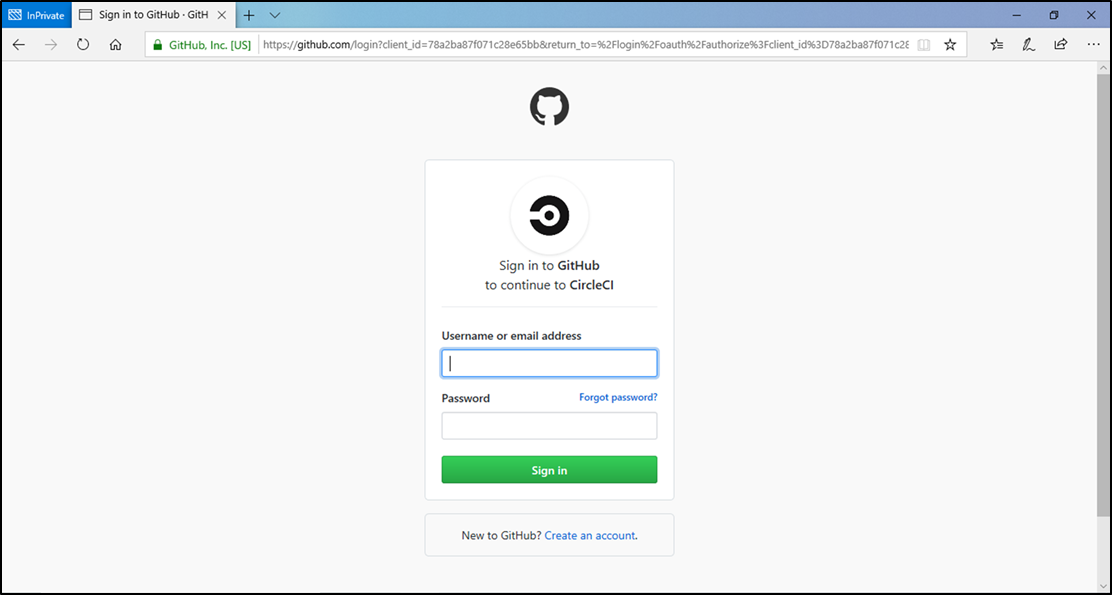 InPrivate
Sign in to GitHub · GitH
GitHub, Inc. [US]
https://github.com/login?client_id=78a2ba87f071c28e65bb&return_to=%2Flogin%2Foauth%2Fauthorize%3Fclient_id%3D78a2ba87f071c28
Sign in to GitHub
to continue to CircleCI
Username or email address
Password
Forgot password?
Sign in
New to GitHub? Create an account.